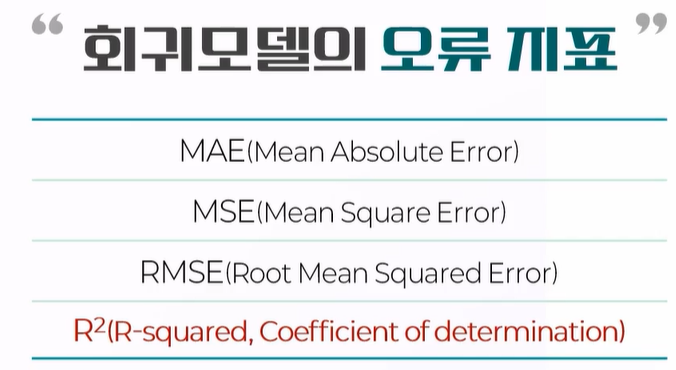 “ 회귀모델의 오류 지표 ”
MAE(Mean Absolute Error)
MSE(Mean Square Error)
RMSE(Root Mean Squared Error)
R²(R-squared, Coefficient of determination)